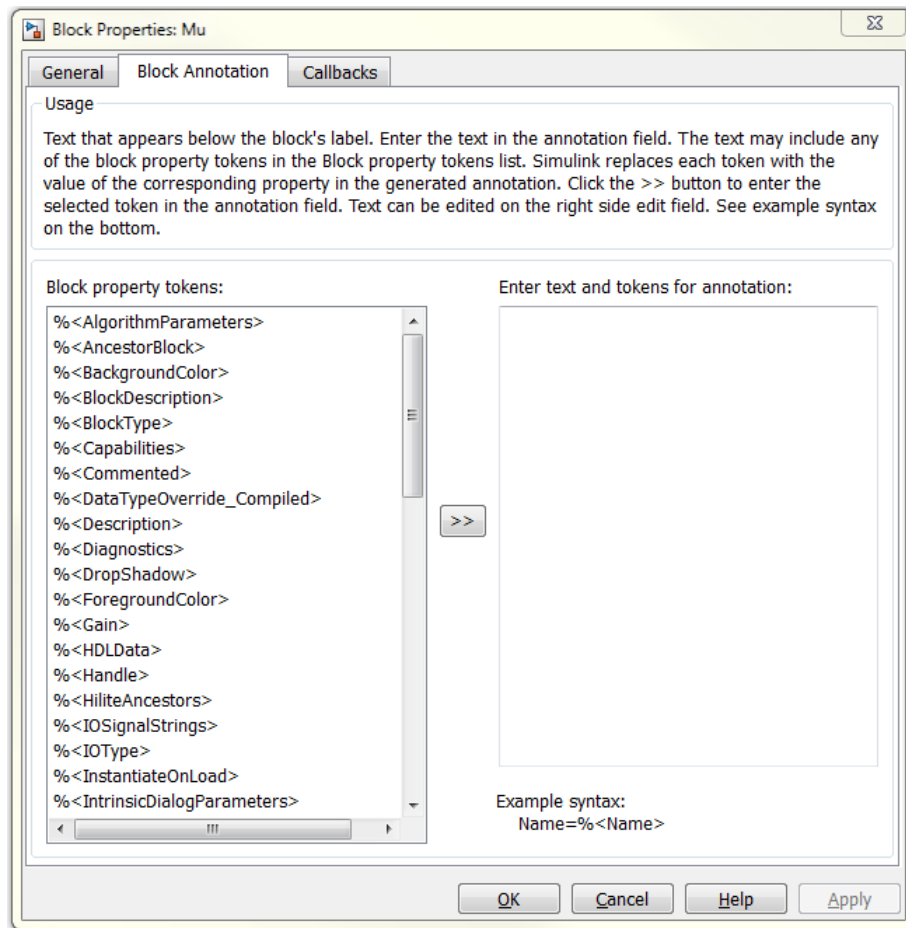 Block Properties: Mu
General
Block Annotation
Callbacks
Usage
Text that appears below the block's label. Enter the text in the annotation field. The text may include any
of the block property tokens in the Block property tokens list. Simulink replaces each token with the
value of the corresponding property in the generated annotation. Click the >> button to enter the
selected token in the annotation field. Text can be edited on the right side edit field. See example syntax
on the bottom.
Block property tokens:
%<AlgorithmParameters>
%<AncestorBlock>
%<BackgroundColor>
%<BlockDescription>
%<BlockType>
%<Capabilities>
%<Commented>
%<DataTypeOverride_Compiled>
%<Description>
%<Diagnostics>
%<DropShadow>
%<ForegroundColor>
%<Gain>
%<HDLData>
%<Handle>
%<HiliteAncestors>
%<IOSignalStrings>
%<IOType>
%<InstantiateOnLoad>
%<IntrinsicDialogParameters>
>>
Enter text and tokens for annotation:
Example syntax:
Name=%<Name>
OK
Cancel
Help
Apply